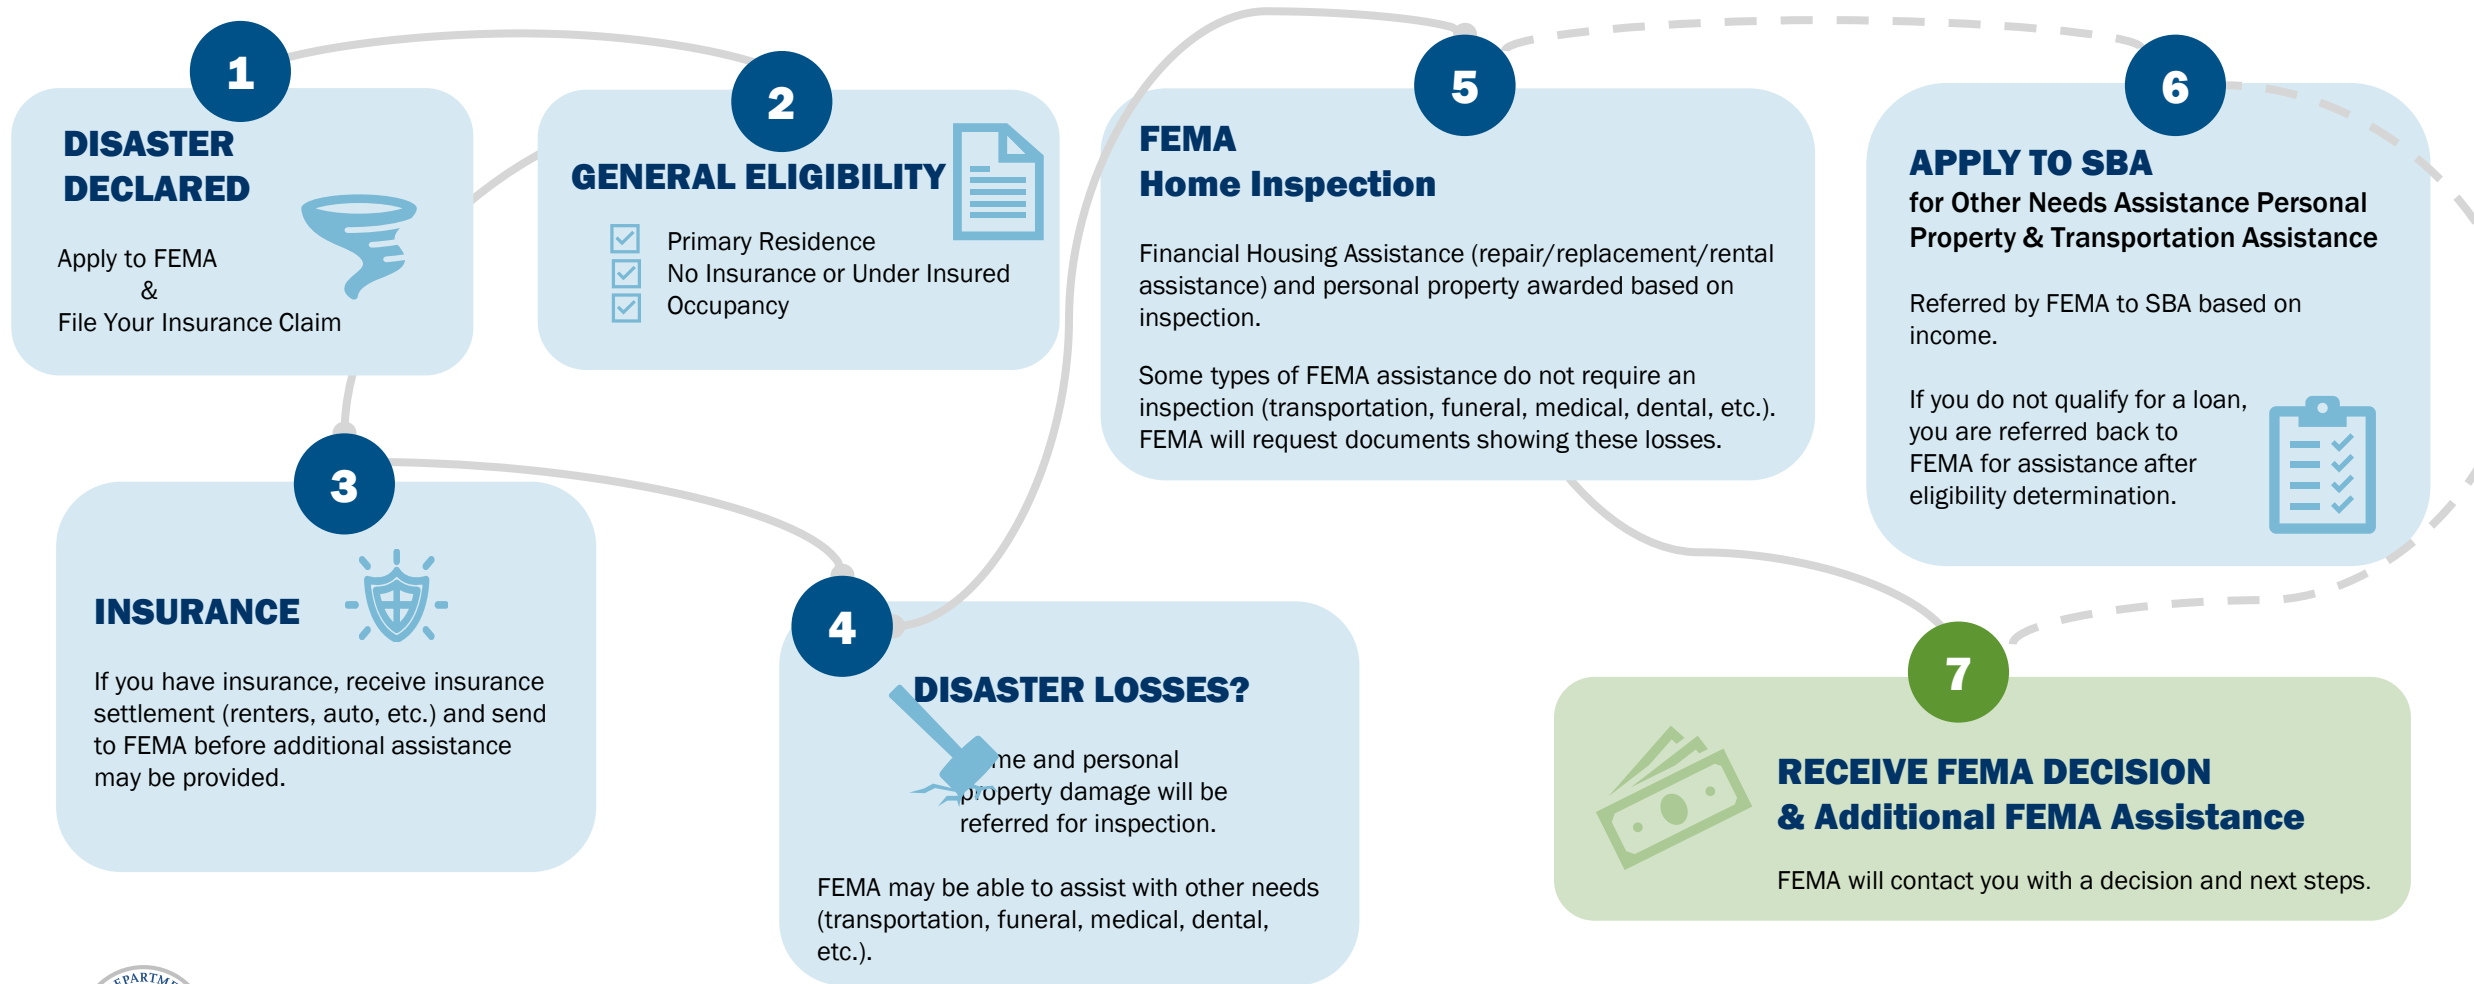 1
DISASTER
DECLARED
Apply to FEMA
&
File Your Insurance Claim
2
GENERAL ELIGIBILITY
Primary Residence
No Insurance or Under Insured
Occupancy
3
INSURANCE
If you have insurance, receive insurance
settlement (renters, auto, etc.) and send
to FEMA before additional assistance
may be provided.
4
DISASTER LOSSES?
and personal
property damage will be
referred for inspection.
FEMA may be able to assist with other needs
(transportation, funeral, medical, dental,
etc.).
5
FEMA
Home Inspection
Financial Housing Assistance (repair/replacement/rental
assistance) and personal property awarded based on
inspection.
Some types of FEMA assistance do not require an
inspection (transportation, funeral, medical, dental, etc.).
FEMA will request documents showing these losses.
6
APPLY TO SBA
for Other Needs Assistance Personal
Property & Transportation Assistance
Referred by FEMA to SBA based on
income.
If you do not qualify for a loan,
you are referred back to
FEMA for assistance after
eligibility determination.
7
RECEIVE FEMA DECISION
& Additional FEMA Assistance
FEMA will contact you with a decision and next steps.